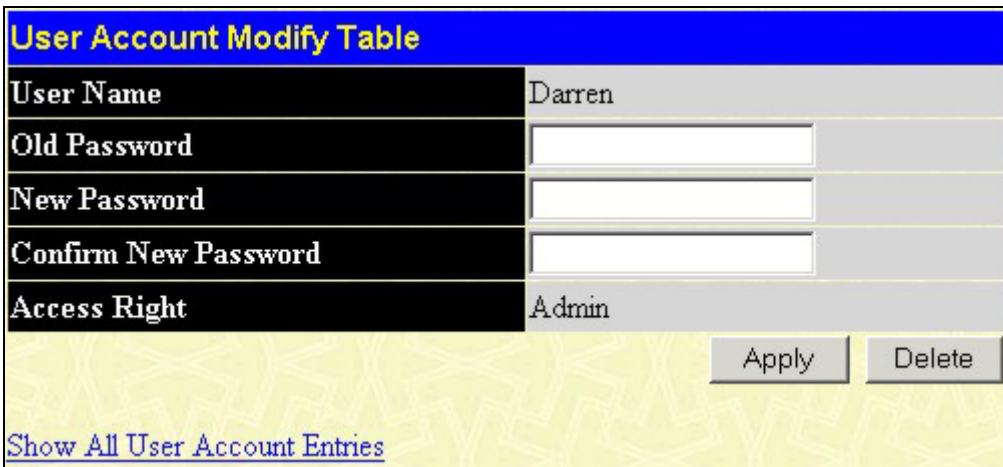 User Account Modify Table
User Name Darren
Old Password
New Password
Confirm New Password
Access Right Admin
Apply Delete
Show All User Account Entries